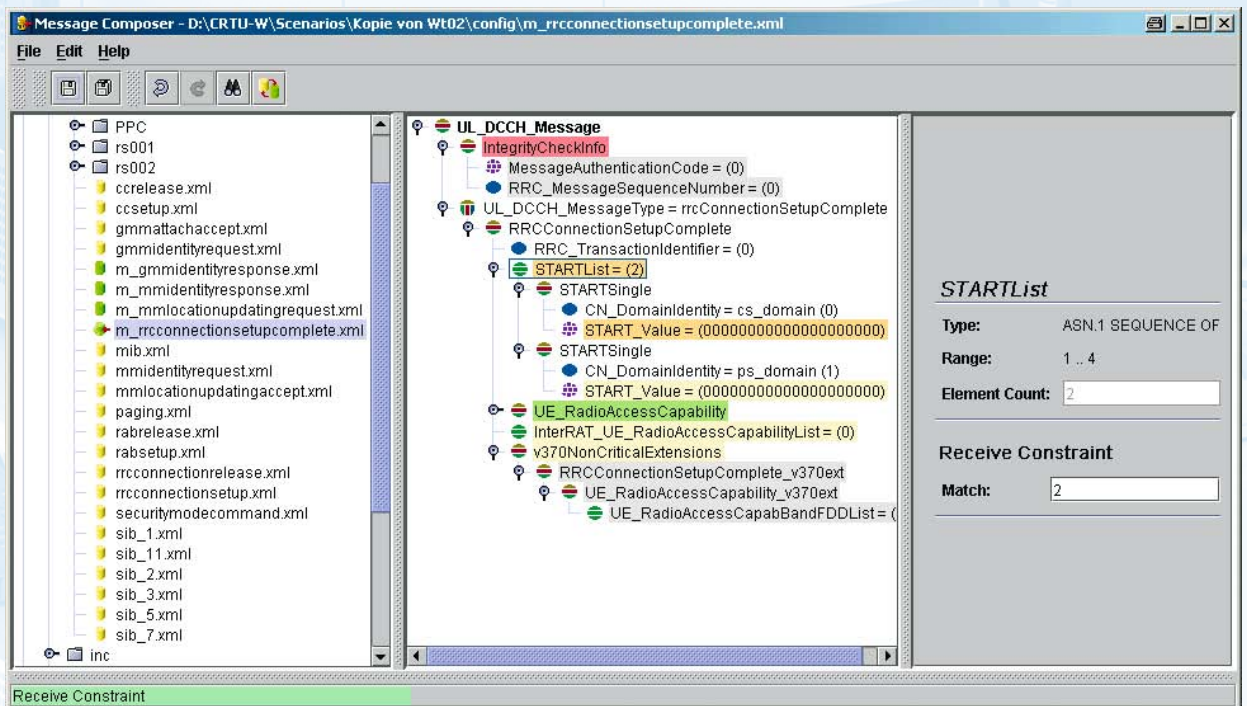 Message Composer - D:\CRTU-W\Scenarios\Kopie von Wt02\config\m_rrcconnectionsetupcomplete.xml
File Edit Help
PPC
rs001
rs002
ccrelease.xml
ccsetup.xml
gmmattachaccept.xml
gmmidentityrequest.xml
m_gmmidentityresponse.xml
m_mmidentityresponse.xml
m_mmlocationupdatingrequest.xml
m_rrcconnectionsetupcomplete.xml
mib.xml
mmidentityrequest.xml
mmlocationupdatingaccept.xml
paging.xml
rabrelease.xml
rabsetup.xml
rrcconnectionrelease.xml
rrcconnectionsetup.xml
securitymodecommand.xml
sib_1.xml
sib_11.xml
sib_2.xml
sib_3.xml
sib_5.xml
sib_7.xml
inc
UL_DCCH_Message
IntegrityCheckInfo
MessageAuthenticationCode = (0)
RRC_MessageSequenceNumber = (0)
UL_DCCH_MessageType = rrcConnectionSetupComplete
RRCConnectionSetupComplete
RRC_TransactionIdentifier = (0)
STARTList = (2)
STARTSingle
CN_DomainIdentity = cs_domain (0)
START_Value = (00000000000000000000)
STARTSingle
CN_DomainIdentity = ps_domain (1)
START_Value = (00000000000000000000)
UE_RadioAccessCapability
InterRAT_UE_RadioAccessCapabilityList = (0)
v370NonCriticalExtensions
RRCConnectionSetupComplete_v370ext
UE_RadioAccessCapability_v370ext
UE_RadioAccessCapabBandFDDList = (
STARTList
Type: ASN.1 SEQUENCE OF
Range: 1 .. 4
Element Count: 2
Receive Constraint
Match: 2
Receive Constraint